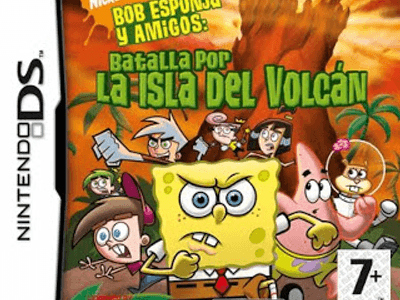 NINTENDO DS
BOB ESPONJA
Y AMIGOS:
BATALLA POR
LA ISLA DEL VOLCÁN
7+